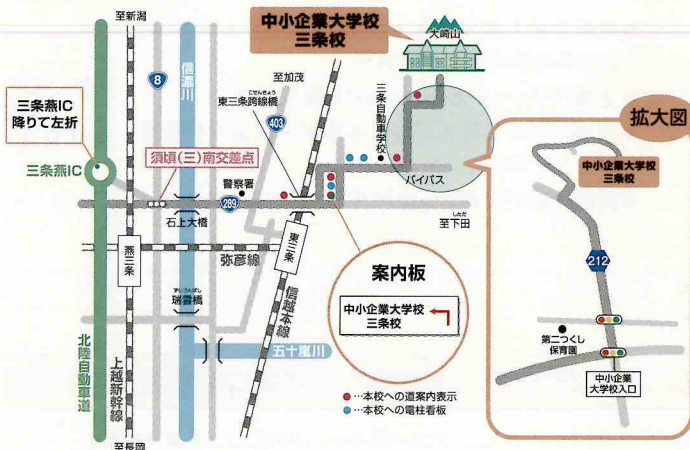 至新潟
中小企業大学校
三条校
大崎山
8
信濃川
至加茂
三条燕IC
降りて左折
ごせんきょう
東三条跨線橋
三条自動車学校
403
拡大図
三条燕IC
須頃(三)南交差点
中小企業大学校
三条校
警察署
バイパス
289
石上大橋
しただ
至下田
燕三条
弥彦線
東三条
案内板
212
ずいうんばし
瑞雲橋
信越本線
中小企業大学校
三条校
第二つくし
保育園
北陸自動車道
上越新幹線
五十嵐川
中小企業
大学校入口
…本校への道案内表示
…本校への電柱看板
至長岡